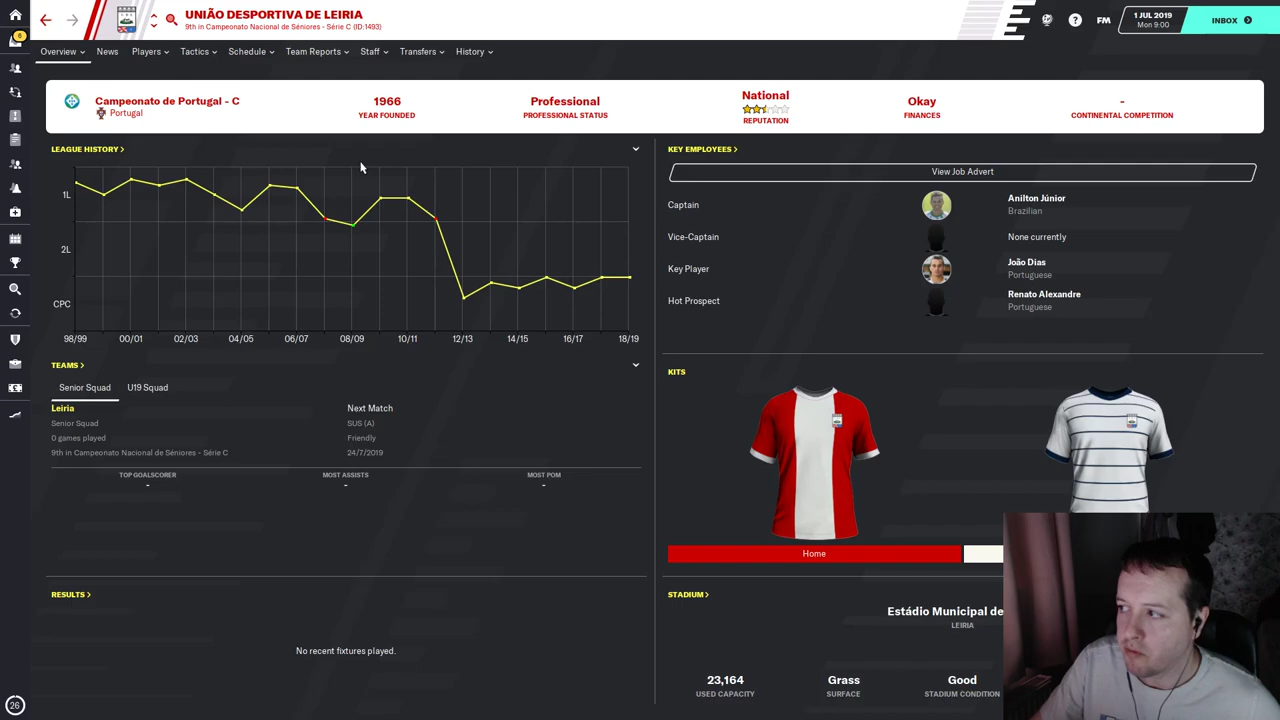 UNIÃO DESPORTIVA DE LEIRIA
9th in Campeonato Nacional de Séniores - Série C (ID:1493)
FM
1 JUL 2019
Mon 9:00
INBOX
6
Overview
News
Players
Tactics
Schedule
Team Reports
Staff
Transfers
History
Campeonato de Portugal - C
Portugal
1966
YEAR FOUNDED
Professional
PROFESSIONAL STATUS
National
REPUTATION
Okay
FINANCES
-
CONTINENTAL COMPETITION
LEAGUE HISTORY >
1L
2L
CPC
98/99 00/01 02/03 04/05 06/07 08/09 10/11 12/13 14/15 16/17 18/19
KEY EMPLOYEES >
View Job Advert
Captain
Anilton Júnior
Brazilian
Vice-Captain
None currently
Key Player
João Dias
Portuguese
Hot Prospect
Renato Alexandre
Portuguese
TEAMS >
Senior Squad U19 Squad
Leiria
Senior Squad
0 games played
9th in Campeonato Nacional de Séniores - Série C
Next Match
SUS (A)
Friendly
24/7/2019
TOP GOALSCORER
-
MOST ASSISTS
-
MOST POM
-
KITS
Home
RESULTS >
No recent fixtures played.
STADIUM >
Estádio Municipal de
LEIRIA
23,164
USED CAPACITY
Grass
SURFACE
Good
STADIUM CONDITION
26